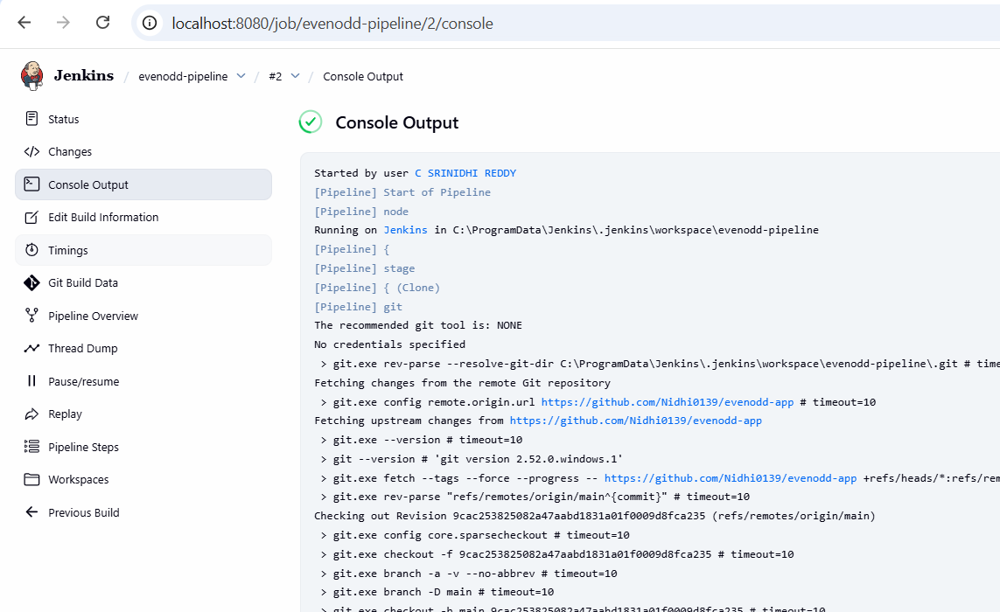 localhost:8080/job/evenodd-pipeline/2/console
Jenkins / evenodd-pipeline / #2 / Console Output
Status
Changes
Console Output
Edit Build Information
Timings
Git Build Data
Pipeline Overview
Thread Dump
Pause/resume
Replay
Pipeline Steps
Workspaces
Previous Build
Console Output
Started by user C SRINIDHI REDDY
[Pipeline] Start of Pipeline
[Pipeline] node
Running on Jenkins in C:\ProgramData\Jenkins\.jenkins\workspace\evenodd-pipeline
[Pipeline] {
[Pipeline] stage
[Pipeline] { (Clone)
[Pipeline] git
The recommended git tool is: NONE
No credentials specified
> git.exe rev-parse --resolve-git-dir C:\ProgramData\Jenkins\.jenkins\workspace\evenodd-pipeline\.git # time
Fetching changes from the remote Git repository
> git.exe config remote.origin.url https://github.com/Nidhi0139/evenodd-app # timeout=10
Fetching upstream changes from https://github.com/Nidhi0139/evenodd-app
> git.exe --version # timeout=10
> git --version # 'git version 2.52.0.windows.1'
> git.exe fetch --tags --force --progress -- https://github.com/Nidhi0139/evenodd-app +refs/heads/*:refs/rem
> git.exe rev-parse "refs/remotes/origin/main^{commit}" # timeout=10
Checking out Revision 9cac253825082a47aabd1831a01f0009d8fca235 (refs/remotes/origin/main)
> git.exe config core.sparsecheckout # timeout=10
> git.exe checkout -f 9cac253825082a47aabd1831a01f0009d8fca235 # timeout=10
> git.exe branch -a -v --no-abbrev # timeout=10
> git.exe branch -D main # timeout=10
> git.exe checkout -b main 9cac253825082a47aabd1831a01f0009d8fca235 # timeout=10